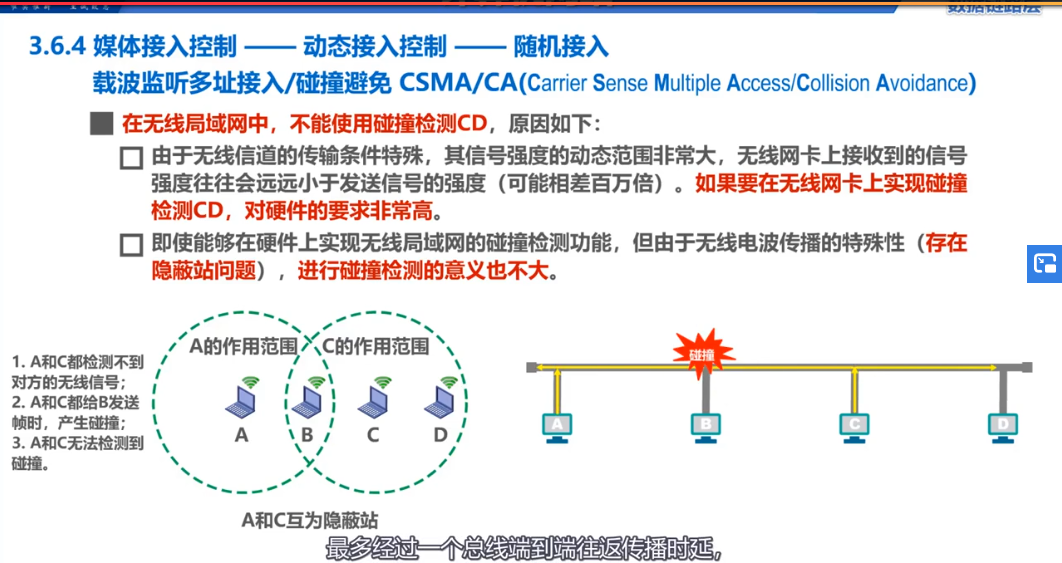 数据链路层
3.6.4 媒体接入控制 —— 动态接入控制 —— 随机接入
载波监听多址接入/碰撞避免 CSMA/CA(Carrier Sense Multiple Access/Collision Avoidance)
在无线局域网中，不能使用碰撞检测CD，原因如下：
由于无线信道的传输条件特殊，其信号强度的动态范围非常大，无线网卡上接收到的信号
强度往往会远远小于发送信号的强度（可能相差百万倍）。如果要在无线网卡上实现碰撞
检测CD，对硬件的要求非常高。
即使能够在硬件上实现无线局域网的碰撞检测功能，但由于无线电波传播的特殊性（存在
隐蔽站问题），进行碰撞检测的意义也不大。
A的作用范围
C的作用范围
1. A和C都检测不到
对方的无线信号；
2. A和C都给B发送
帧时，产生碰撞；
3. A和C无法检测到
碰撞。
A
B
C
D
A和C互为隐蔽站
碰撞
A
B
C
D
最多经过一个总线端到端往返传播时延，